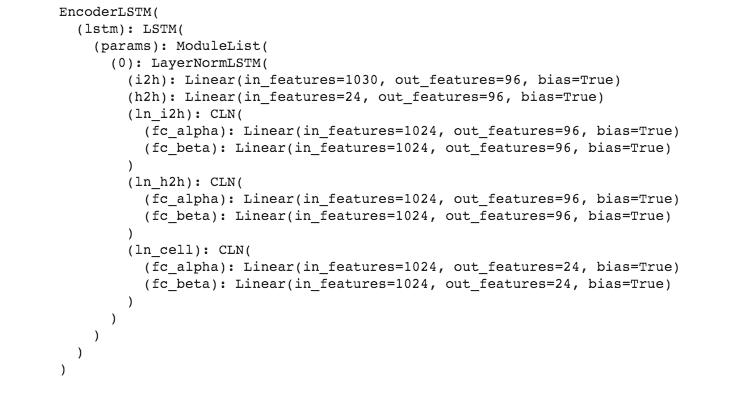 EncoderLSTM(
  (lstm): LSTM(
    (params): ModuleList(
      (0): LayerNormLSTM(
        (i2h): Linear(in_features=1030, out_features=96, bias=True)
        (h2h): Linear(in_features=24, out_features=96, bias=True)
        (ln_i2h): CLN(
          (fc_alpha): Linear(in_features=1024, out_features=96, bias=True)
          (fc_beta): Linear(in_features=1024, out_features=96, bias=True)
        )
        (ln_h2h): CLN(
          (fc_alpha): Linear(in_features=1024, out_features=96, bias=True)
          (fc_beta): Linear(in_features=1024, out_features=96, bias=True)
        )
        (ln_cell): CLN(
          (fc_alpha): Linear(in_features=1024, out_features=24, bias=True)
          (fc_beta): Linear(in_features=1024, out_features=24, bias=True)
        )
      )
    )
  )
)